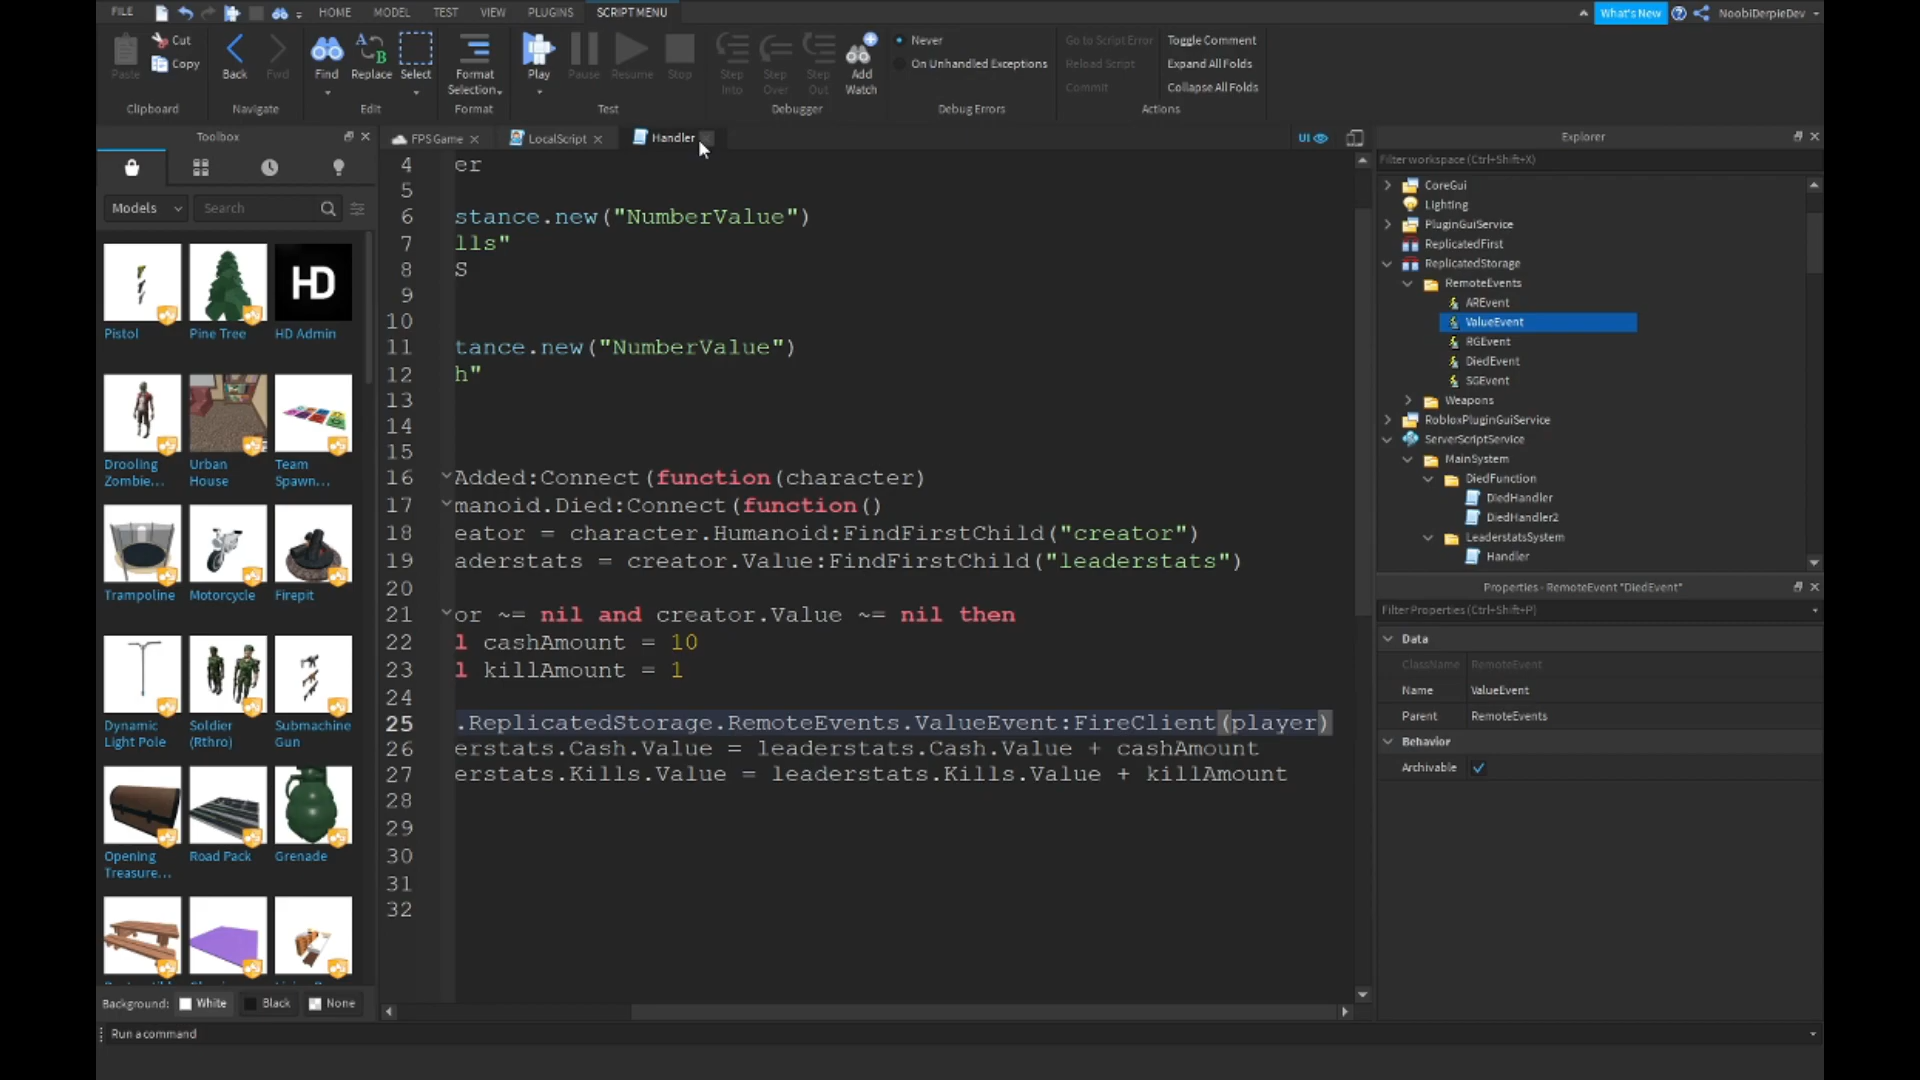 FILE
HOME
MODEL
TEST
VIEW
PLUGINS
SCRIPT MENU
What's New
NoobiDerpieDev
Paste
Cut
Copy
Clipboard
Back
Fwd
Navigate
Find
Replace
Select
Edit
Format
Selection
Format
Play
Pause
Resume
Stop
Test
Step
Into
Step
Over
Step
Out
Add
Watch
Debugger
Never
On Unhandled Exceptions
Debug Errors
Go to Script Error
Reload Script
Commit
Toggle Comment
Expand All Folds
Collapse All Folds
Actions
Toolbox
Models
Search
Pistol
Pine Tree
HD
HD Admin
Drooling
Zombie...
Urban
House
Team
Spawn...
Trampoline
Motorcycle
Firepit
Dynamic
Light Pole
Soldier
(Rthro)
Submachine
Gun
Opening
Treasure...
Road Pack
Grenade
Background:
White
Black
None
Run a command
FPS Game
LocalScript
Handler
UI
4 er
5
6 stance.new("NumberValue")
7 lls"
8 S
9
10
11 tance.new("NumberValue")
12 h"
13
14
15
16 Added:Connect(function(character)
17 manoid.Died:Connect(function()
18 eator = character.Humanoid:FindFirstChild("creator")
19 aderstats = creator.Value:FindFirstChild("leaderstats")
20
21 or ~= nil and creator.Value ~= nil then
22 l cashAmount = 10
23 l killAmount = 1
24
25 .ReplicatedStorage.RemoteEvents.ValueEvent:FireClient(player)
26 erstats.Cash.Value = leaderstats.Cash.Value + cashAmount
27 erstats.Kills.Value = leaderstats.Kills.Value + killAmount
28
29
30
31
32
Explorer
Filter workspace (Ctrl+Shift+X)
CoreGui
Lighting
PluginGuiService
ReplicatedFirst
ReplicatedStorage
RemoteEvents
AREvent
ValueEvent
RGEvent
DiedEvent
SGEvent
Weapons
RobloxPluginGuiService
ServerScriptService
MainSystem
DiedFunction
DiedHandler
DiedHandler2
LeaderstatsSystem
Handler
Properties - RemoteEvent "DiedEvent"
Filter Properties (Ctrl+Shift+P)
Data
ClassName RemoteEvent
Name ValueEvent
Parent RemoteEvents
Behavior
Archivable